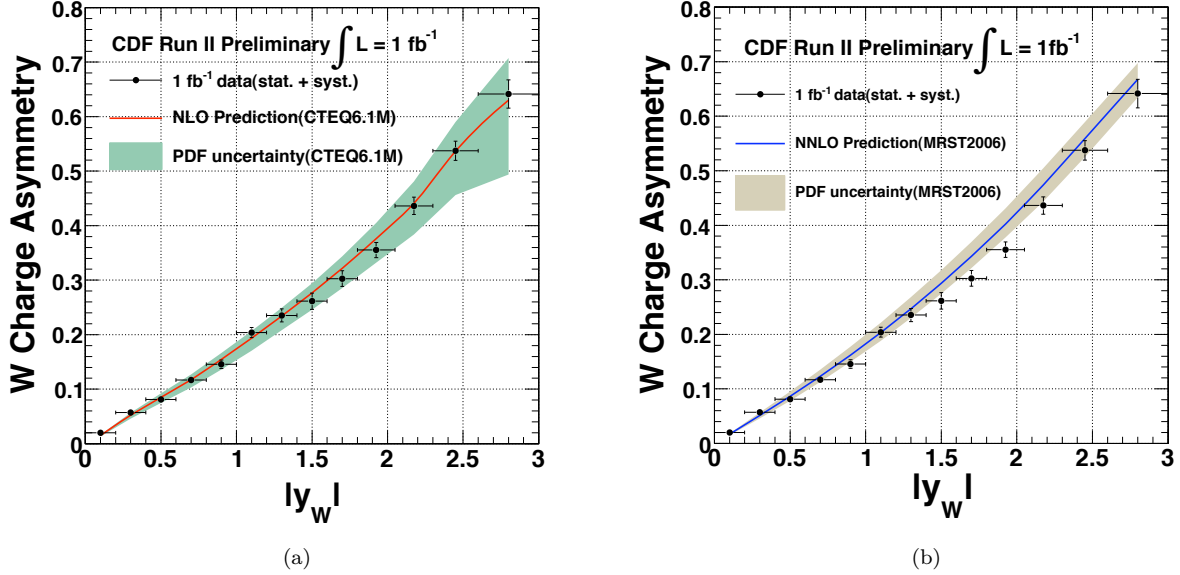 CDF Run II Preliminary ∫ L = 1 fb⁻¹
1 fb⁻¹ data(stat. + syst.)
NLO Prediction(CTEQ6.1M)
PDF uncertainty(CTEQ6.1M)
W Charge Asymmetry
0.8
0.7
0.6
0.5
0.4
0.3
0.2
0.1
0
0 0.5 1 1.5 2 2.5 3
|y_W|
(a)
CDF Run II Preliminary ∫ L = 1fb⁻¹
1 fb⁻¹ data(stat. + syst.)
NNLO Prediction(MRST2006)
PDF uncertainty(MRST2006)
W Charge Asymmetry
0.8
0.7
0.6
0.5
0.4
0.3
0.2
0.1
0
0 0.5 1 1.5 2 2.5 3
|y_W|
(b)